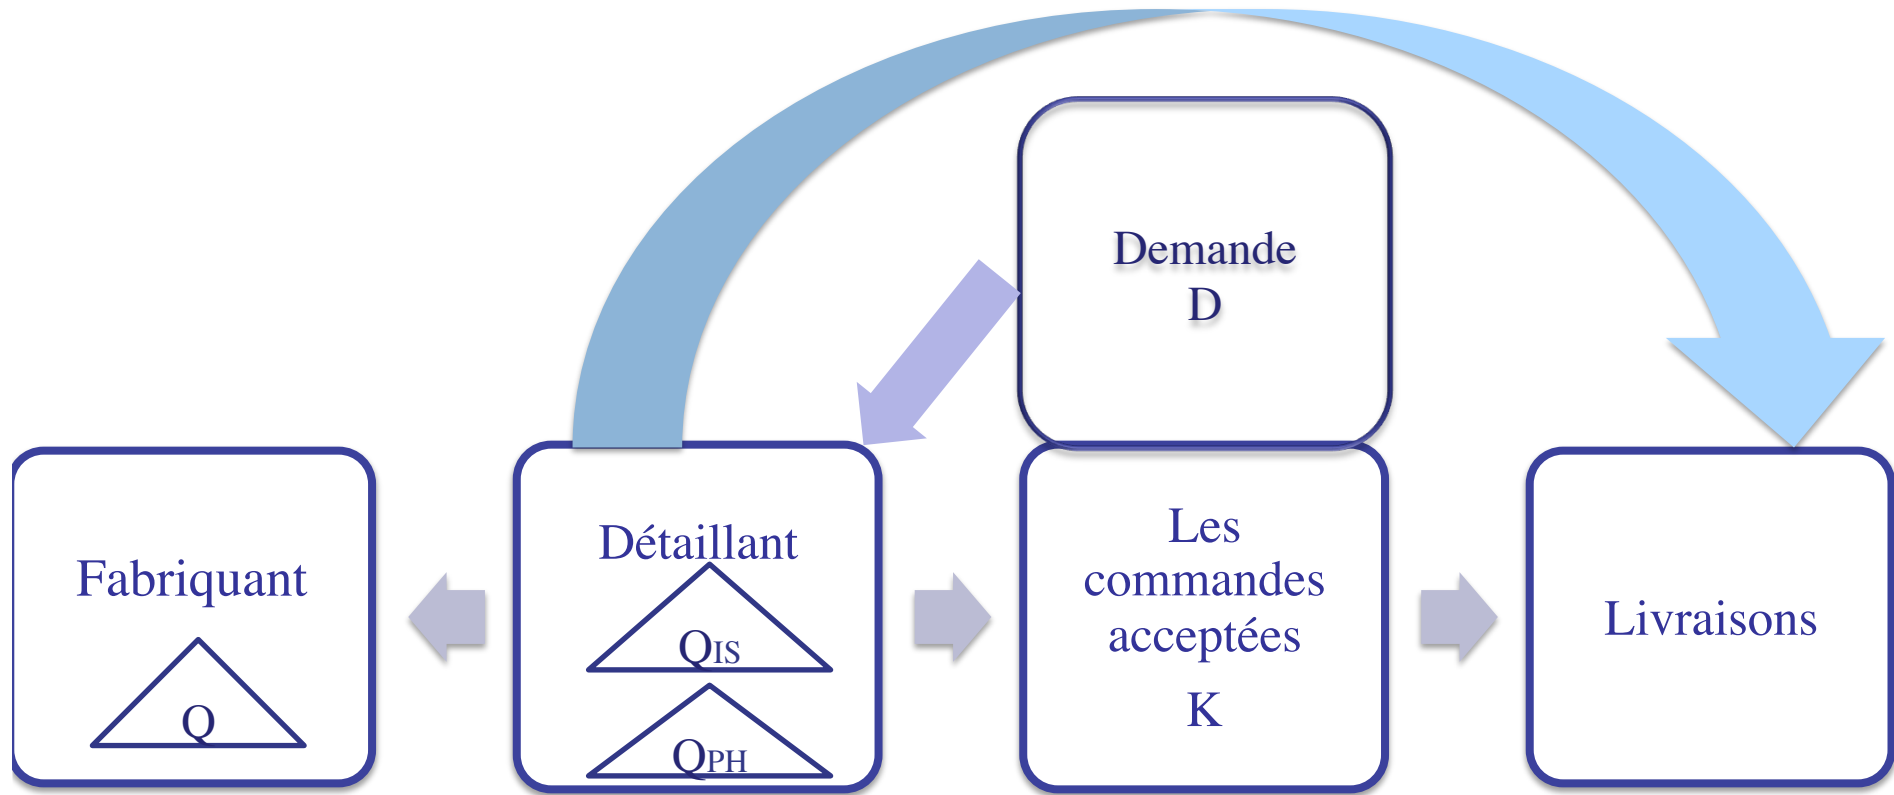 Demande
D
Fabriquant
Q
Détaillant
QIS
QPH
Les
commandes
acceptées
K
Livraisons